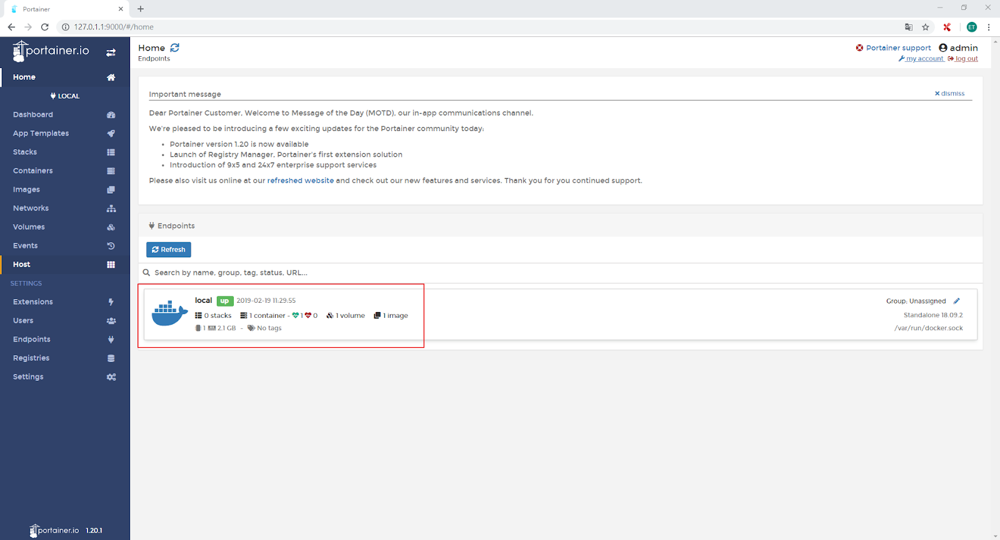 Portainer
127.0.1.1:9000/#/home
ET
portainer.io
Home
LOCAL
Dashboard
App Templates
Stacks
Containers
Images
Networks
Volumes
Events
Host
SETTINGS
Extensions
Users
Endpoints
Registries
Settings
portainer.io 1.20.1
Home
Endpoints
Portainer support admin
my account log out
Important message
dismiss
Dear Portainer Customer, Welcome to Message of the Day (MOTD), our in-app communications channel.
We're pleased to be introducing a few exciting updates for the Portainer community today:
• Portainer version 1.20 is now available
• Launch of Registry Manager, Portainer's first extension solution
• Introduction of 9x5 and 24x7 enterprise support services
Please also visit us online at our refreshed website and check out our new features and services. Thank you for you continued support.
Endpoints
Refresh
Search by name, group, tag, status, URL...
local up 2019-02-19 11:29:55
0 stacks 1 container - 1 0 1 volume 1 image
1 2.1 GB - No tags
Group: Unassigned
Standalone 18.09.2
/var/run/docker.sock